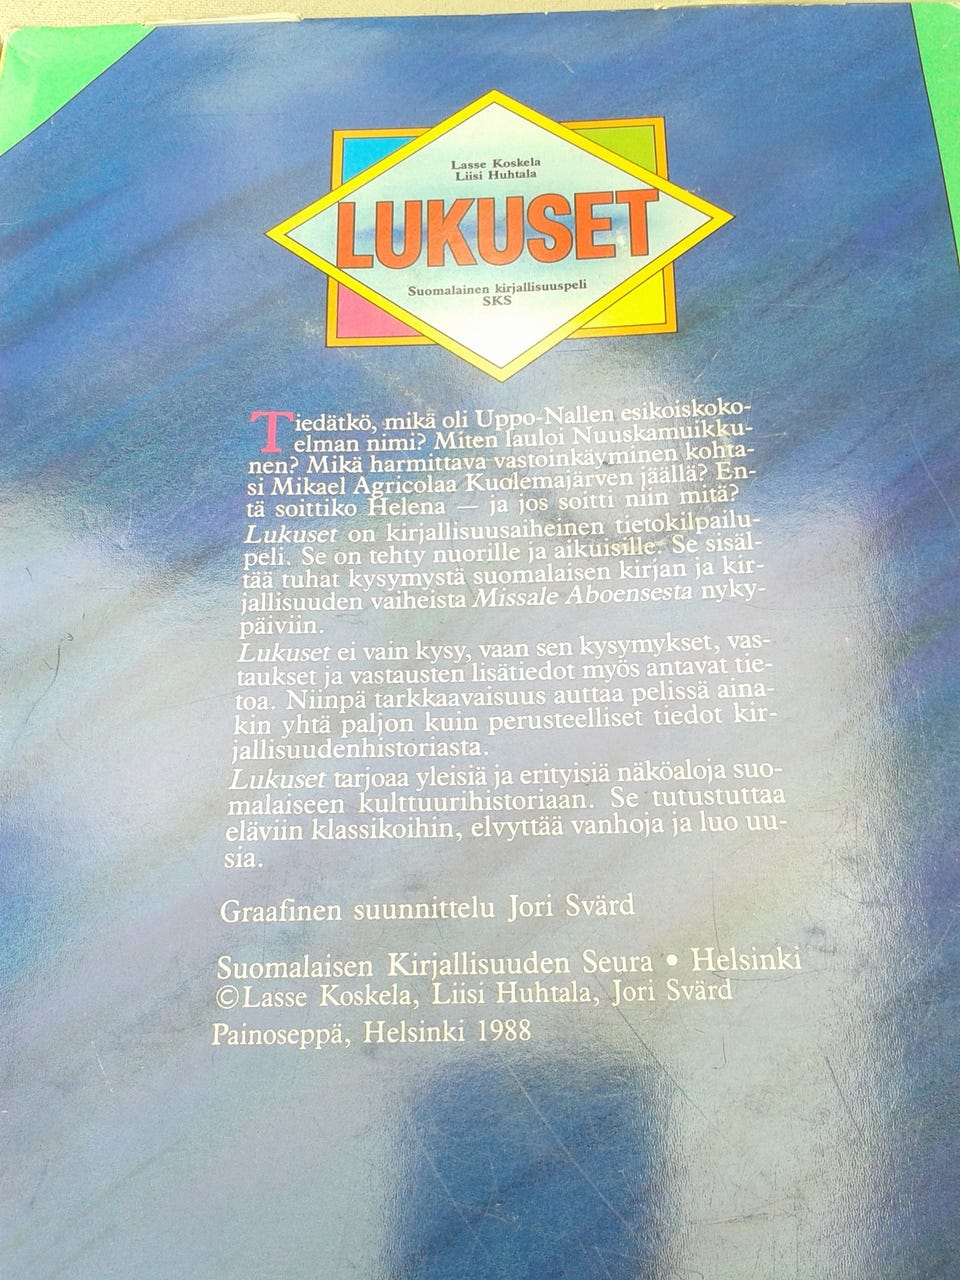 Lasse Koskela
Liisi Huhtala
LUKUSET
Suomalainen kirjallisuuspeli
SKS
Tiedätkö, mikä oli Uppo-Nallen esikoiskoko-
elman nimi? Miten lauloi Nuuskamuikku-
nen? Mikä harmittava vastoinkäyminen kohta-
si Mikael Agricolaa Kuolemajärven jäällä? En-
tä soittiko Helena — ja jos soitti niin mitä?
Lukuset on kirjallisuusaiheinen tietokilpailu-
peli. Se on tehty nuorille ja aikuisille. Se sisäl-
tää tuhat kysymystä suomalaisen kirjan ja kir-
jallisuuden vaiheista Missale Aboensesta nyky-
päiviin.
Lukuset ei vain kysy, vaan sen kysymykset, vas-
taukset ja vastausten lisätiedot myös antavat tie-
toa. Niinpä tarkkaavaisuus auttaa pelissä aina-
kin yhtä paljon kuin perusteelliset tiedot kir-
jallisuudenhistoriasta.
Lukuset tarjoaa yleisiä ja erityisiä näköaloja suo-
malaiseen kulttuurihistoriaan. Se tutustuttaa
eläviin klassikoihin, elvyttää vanhoja ja luo uu-
sia.
Graafinen suunnittelu Jori Svärd
Suomalaisen Kirjallisuuden Seura • Helsinki
©Lasse Koskela, Liisi Huhtala, Jori Svärd
Painoseppä, Helsinki 1988